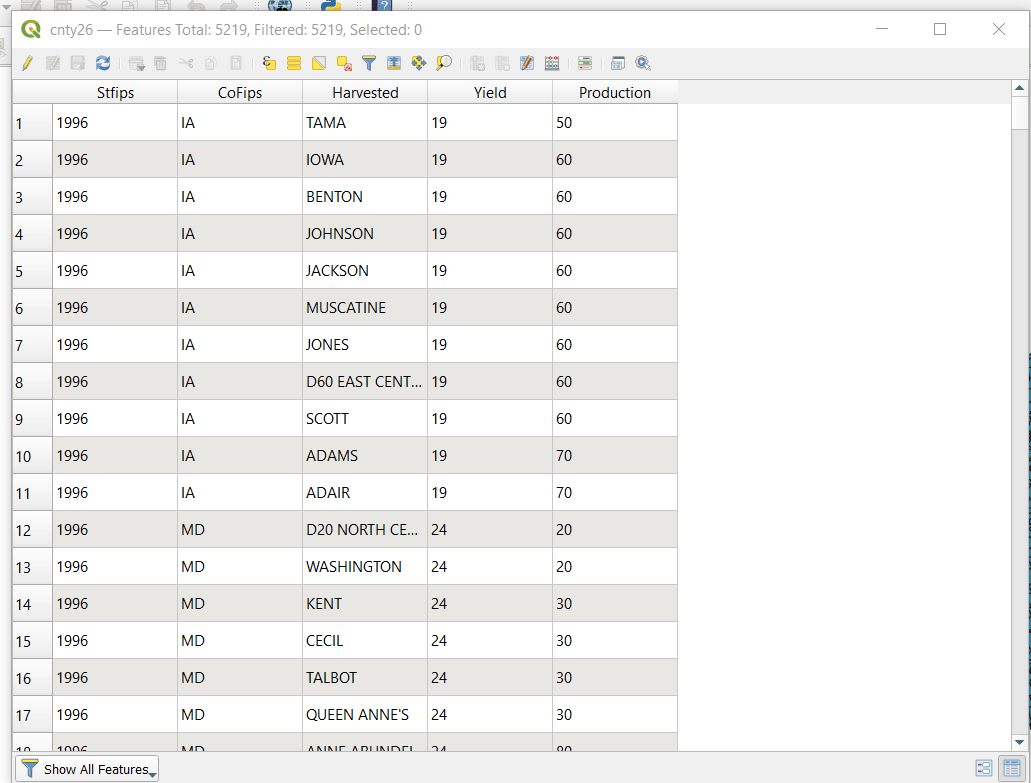 cnty26 — Features Total: 5219, Filtered: 5219, Selected: 0
Stfips CoFips Harvested Yield Production
1 1996 IA TAMA 19 50
2 1996 IA IOWA 19 60
3 1996 IA BENTON 19 60
4 1996 IA JOHNSON 19 60
5 1996 IA JACKSON 19 60
6 1996 IA MUSCATINE 19 60
7 1996 IA JONES 19 60
8 1996 IA D60 EAST CENT... 19 60
9 1996 IA SCOTT 19 60
10 1996 IA ADAMS 19 70
11 1996 IA ADAIR 19 70
12 1996 MD D20 NORTH CE... 24 20
13 1996 MD WASHINGTON 24 20
14 1996 MD KENT 24 30
15 1996 MD CECIL 24 30
16 1996 MD TALBOT 24 30
17 1996 MD QUEEN ANNE'S 24 30
18 1996 MD ANNE ARUNDEL 24
Show All Features